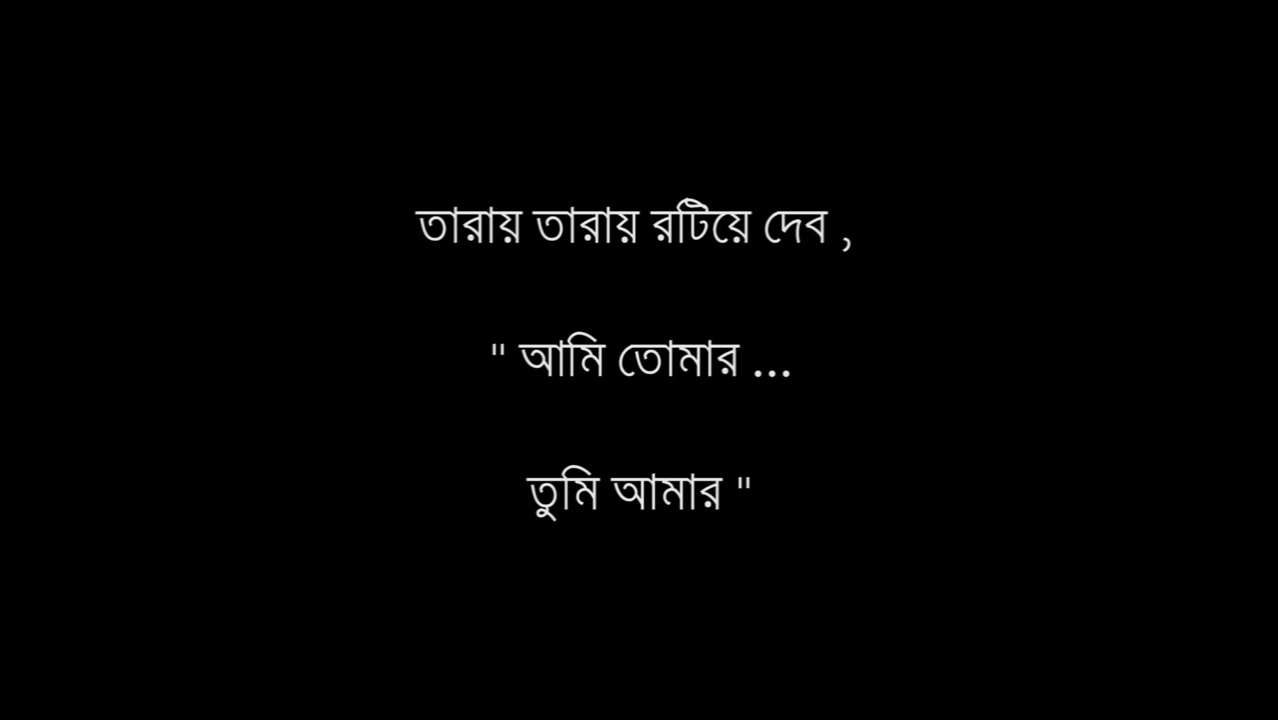 তারায় তারায় রটিয়ে দেব ,
" আমি তোমার ...
তুমি আমার "